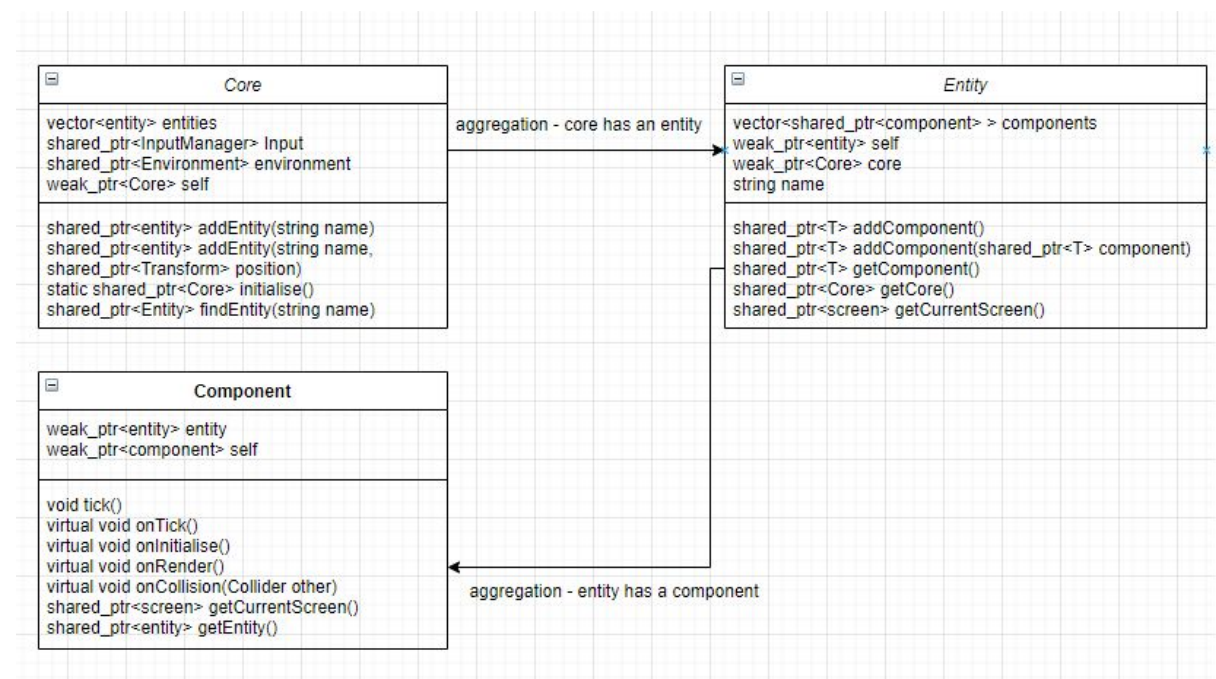 Core
vector<entity> entities
shared_ptr<InputManager> Input
shared_ptr<Environment> environment
weak_ptr<Core> self
shared_ptr<entity> addEntity(string name)
shared_ptr<entity> addEntity(string name,
shared_ptr<Transform> position)
static shared_ptr<Core> initialise()
shared_ptr<Entity> findEntity(string name)
aggregation - core has an entity
Entity
vector<shared_ptr<component> > components
weak_ptr<entity> self
weak_ptr<Core> core
string name
shared_ptr<T> addComponent()
shared_ptr<T> addComponent(shared_ptr<T> component)
shared_ptr<T> getComponent()
shared_ptr<Core> getCore()
shared_ptr<screen> getCurrentScreen()
Component
weak_ptr<entity> entity
weak_ptr<component> self
void tick()
virtual void onTick()
virtual void onInitialise()
virtual void onRender()
virtual void onCollision(Collider other)
shared_ptr<screen> getCurrentScreen()
shared_ptr<entity> getEntity()
aggregation - entity has a component